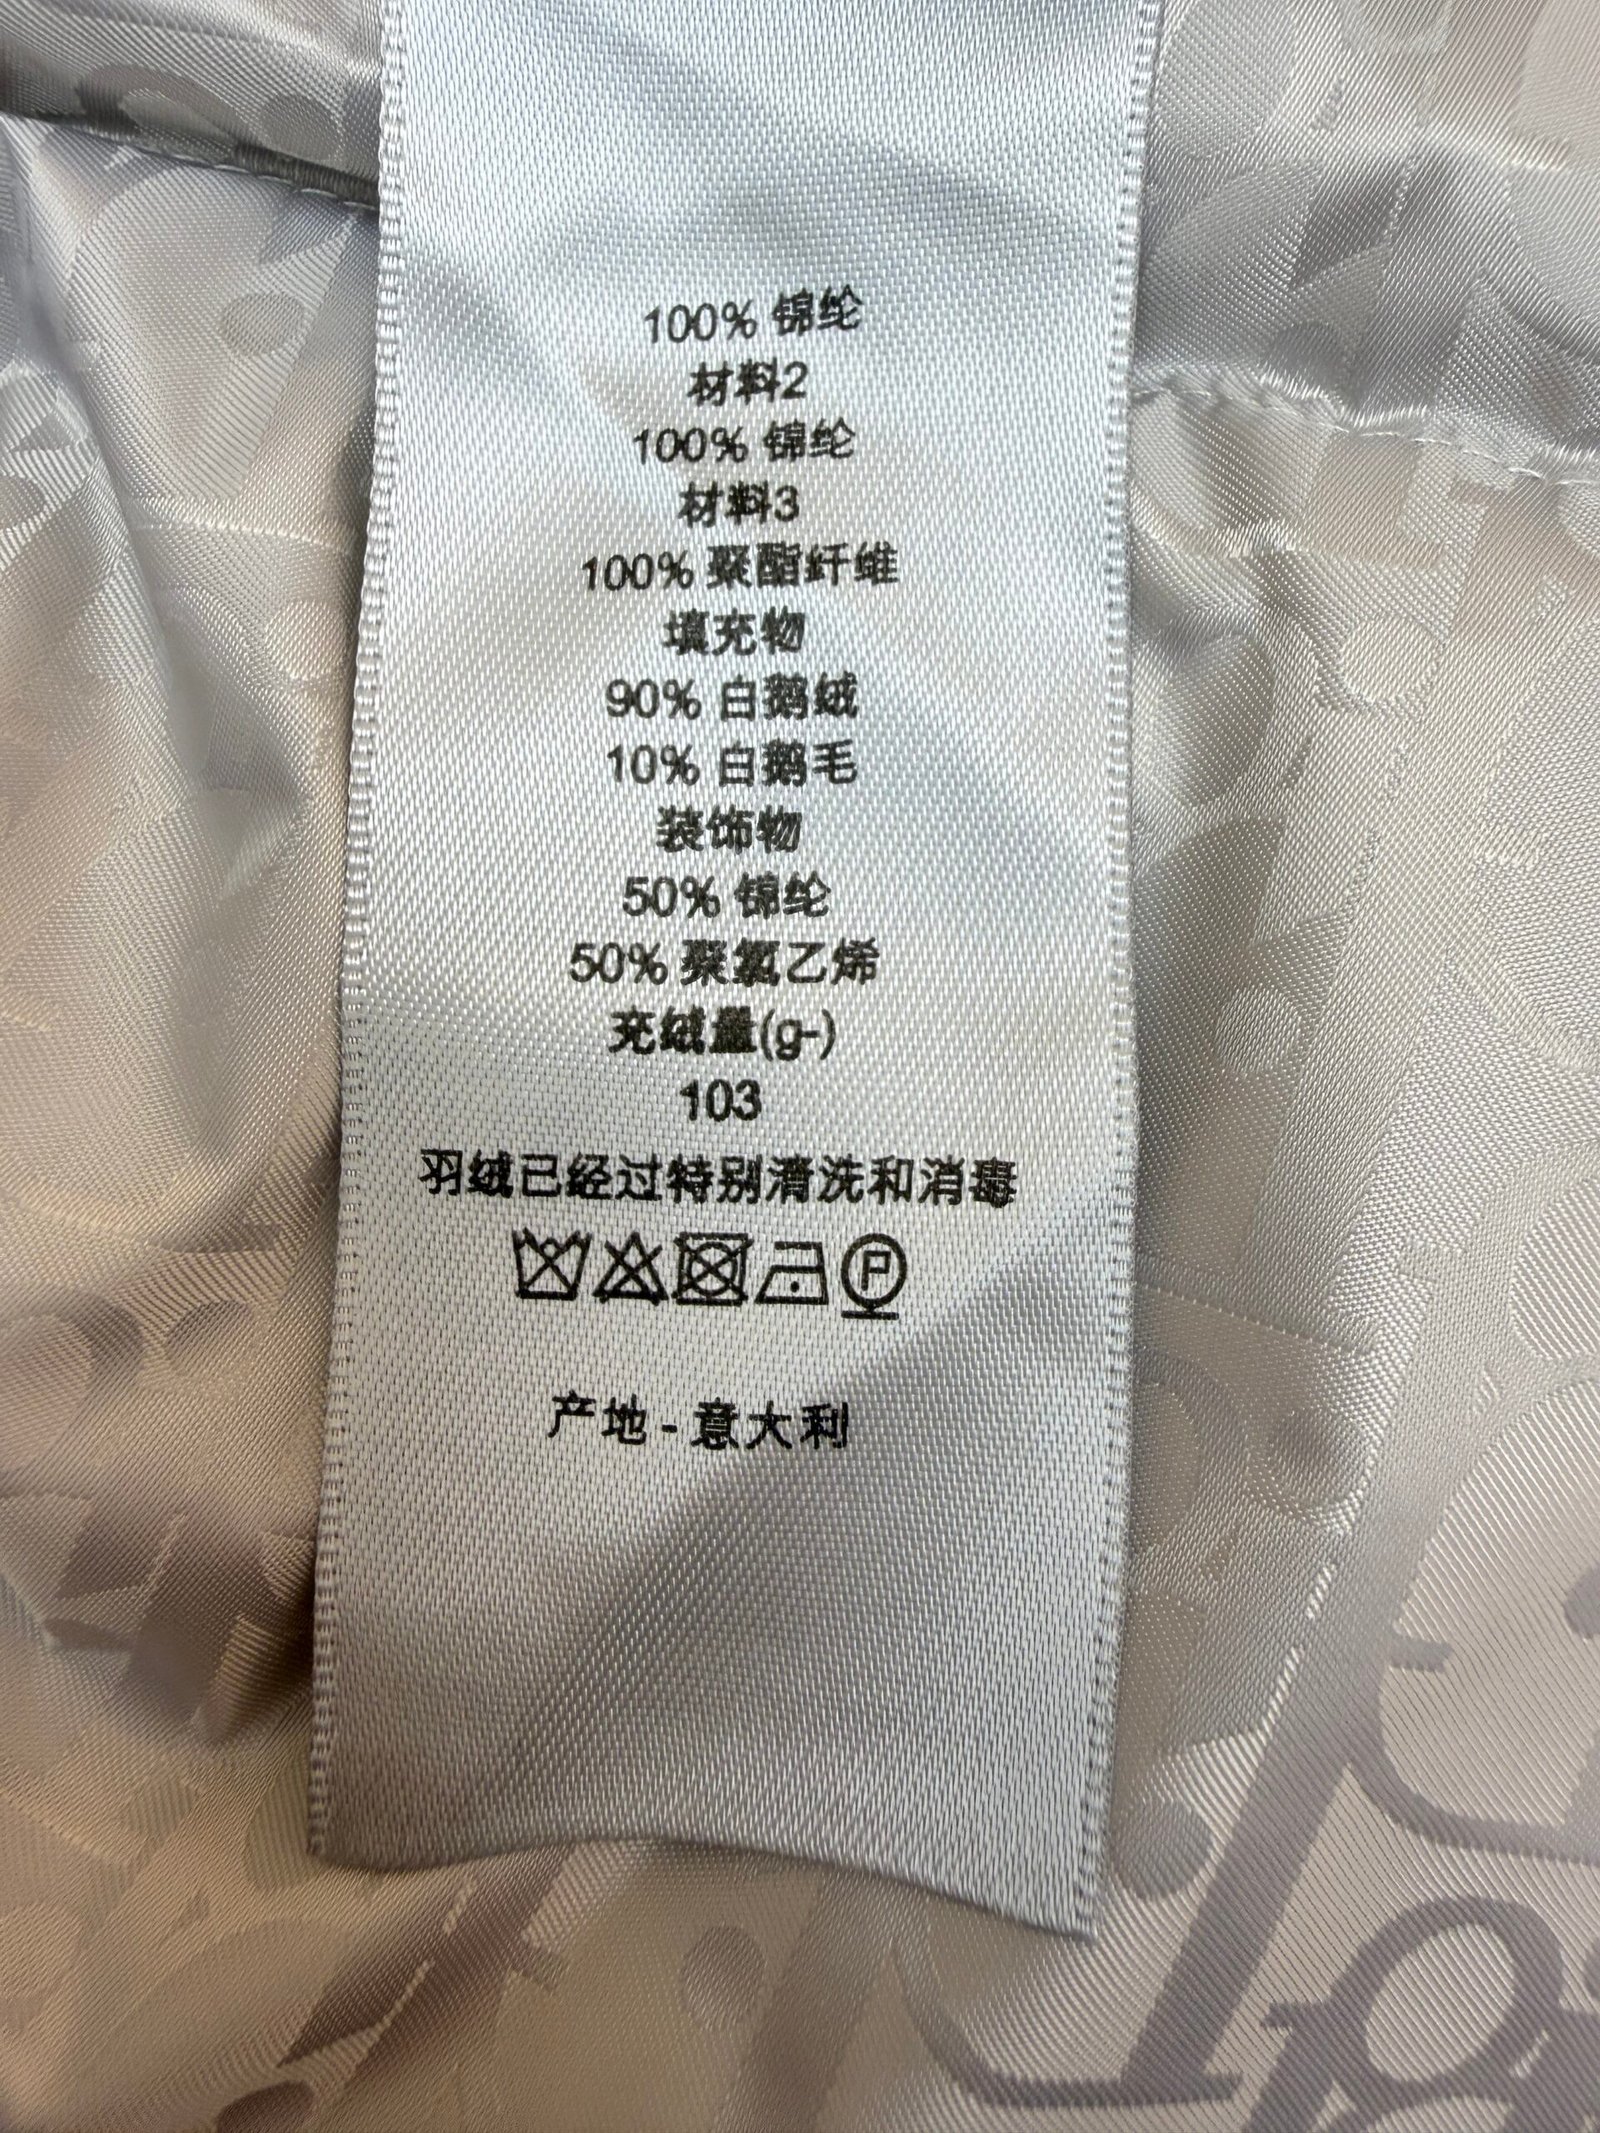 100% 锦纶
材料2
100% 锦纶
材料3
100% 聚酯纤维
填充物
90% 白鹅绒
10% 白鹅毛
装饰物
50% 锦纶
50% 聚氯乙烯
充绒量(g-)
103
羽绒已经过特别清洗和消毒
P
产地-意大利